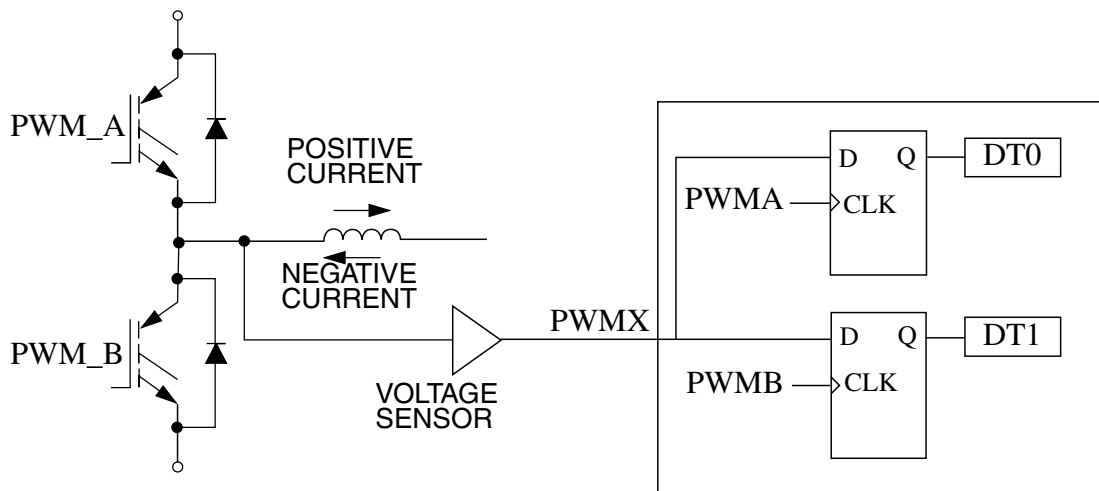 PWM_A
POSITIVE
CURRENT
NEGATIVE
CURRENT
PWM_B
VOLTAGE
SENSOR
PWMX
D
Q
DT0
PWMA
CLK
D
Q
DT1
PWMB
CLK